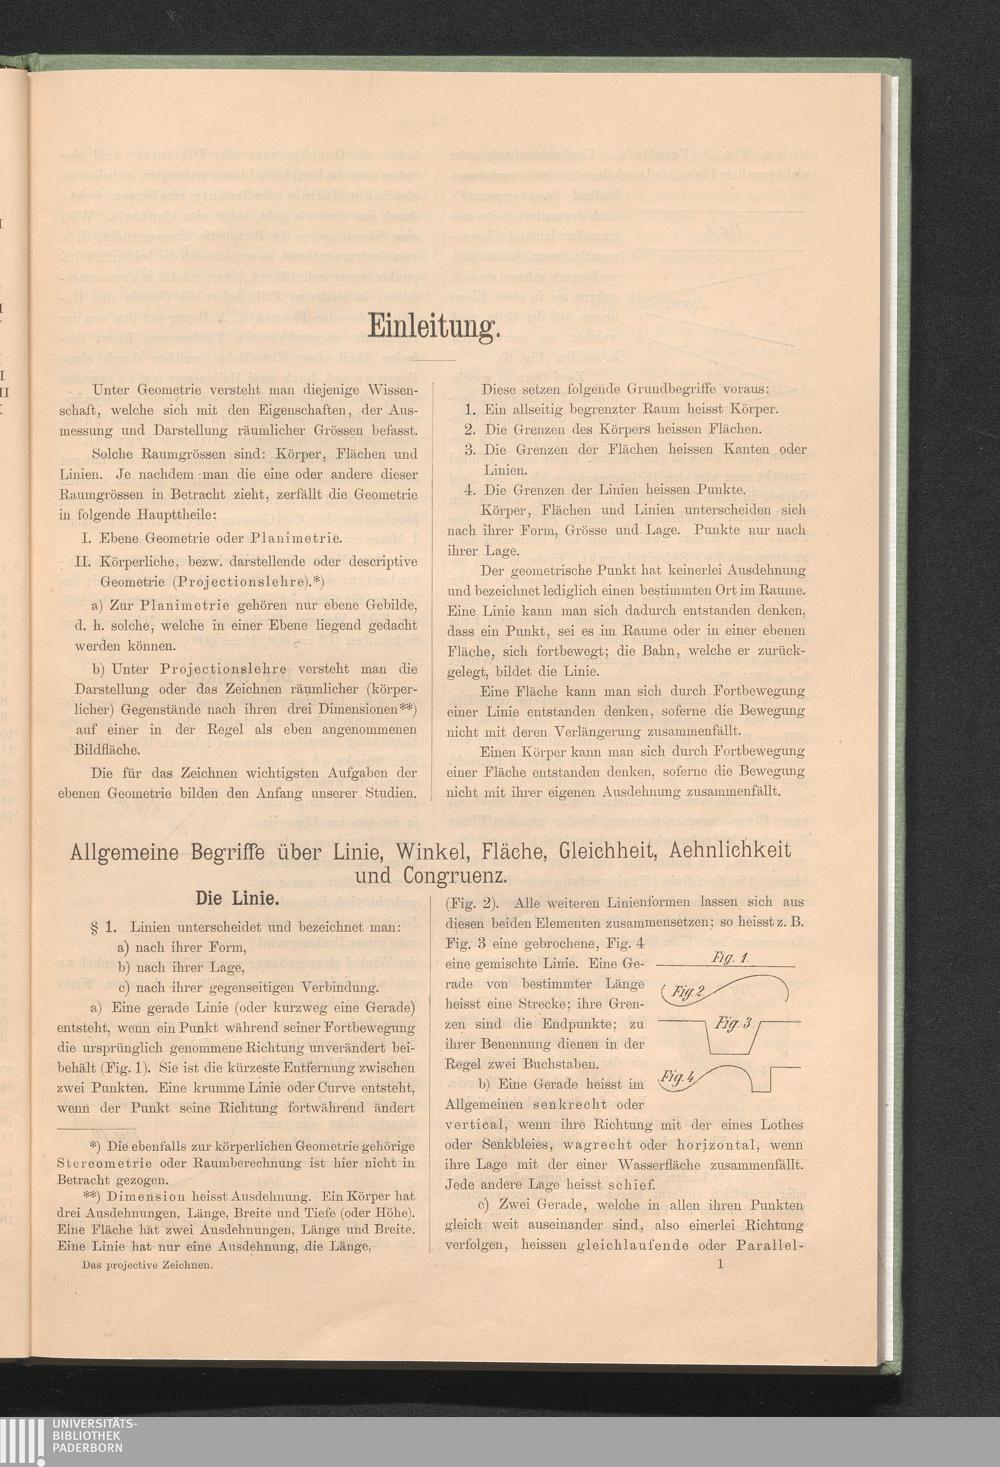 Einleitung.
Unter Geometrie versteht man diejenige Wissen-
schaft, welche sich mit den Eigenschaften, der Aus-
messung und Darstellung räumlicher Grössen befasst.
Solche Raumgrössen sind: Körper, Flächen und
Linien. Je nachdem man die eine oder andere dieser
Raumgrössen in Betracht zieht, zerfällt die Geometrie
in folgende Haupttheile:
I. Ebene Geometrie oder Planimetrie.
II. Körperliche, bezw. darstellende oder descriptive
Geometrie (Projectionslehre).*)
a) Zur Planimetrie gehören nur ebene Gebilde,
d. h. solche, welche in einer Ebene liegend gedacht
werden können.
b) Unter Projectionslehre versteht man die
Darstellung oder das Zeichnen räumlicher (körper-
licher) Gegenstände nach ihren drei Dimensionen**)
auf einer in der Regel als eben angenommenen
Bildfläche.
Die für das Zeichnen wichtigsten Aufgaben der
ebenen Geometrie bilden den Anfang unserer Studien.
Diese setzen folgende Grundbegriffe voraus:
1. Ein allseitig begrenzter Raum heisst Körper.
2. Die Grenzen des Körpers heissen Flächen.
3. Die Grenzen der Flächen heissen Kanten oder
Linien.
4. Die Grenzen der Linien heissen Punkte.
Körper, Flächen und Linien unterscheiden sich
nach ihrer Form, Grösse und Lage. Punkte nur nach
ihrer Lage.
Der geometrische Punkt hat keinerlei Ausdehnung
und bezeichnet lediglich einen bestimmten Ort im Raume.
Eine Linie kann man sich dadurch entstanden denken,
dass ein Punkt, sei es im Raume oder in einer ebenen
Fläche, sich fortbewegt; die Bahn, welche er zurück-
gelegt, bildet die Linie.
Eine Fläche kann man sich durch Fortbewegung
einer Linie entstanden denken, soferne die Bewegung
nicht mit deren Verlängerung zusammenfällt.
Einen Körper kann man sich durch Fortbewegung
einer Fläche entstanden denken, soferne die Bewegung
nicht mit ihrer eigenen Ausdehnung zusammenfällt.
Allgemeine Begriffe über Linie, Winkel, Fläche, Gleichheit, Aehnlichkeit
und Congruenz.
Die Linie.
§ 1. Linien unterscheidet und bezeichnet man:
a) nach ihrer Form,
b) nach ihrer Lage,
c) nach ihrer gegenseitigen Verbindung.
a) Eine gerade Linie (oder kurzweg eine Gerade)
entsteht, wenn ein Punkt während seiner Fortbewegung
die ursprünglich genommene Richtung unverändert bei-
behält (Fig. 1). Sie ist die kürzeste Entfernung zwischen
zwei Punkten. Eine krumme Linie oder Curve entsteht,
wenn der Punkt seine Richtung fortwährend ändert
*) Die ebenfalls zur körperlichen Geometrie gehörige
Stereometrie oder Raumberechnung ist hier nicht in
Betracht gezogen.
**) Dimension heisst Ausdehnung. Ein Körper hat
drei Ausdehnungen, Länge, Breite und Tiefe (oder Höhe).
Eine Fläche hat zwei Ausdehnungen, Länge und Breite.
Eine Linie hat nur eine Ausdehnung, die Länge,
Das projective Zeichnen.
(Fig. 2). Alle weiteren Linienformen lassen sich aus
diesen beiden Elementen zusammensetzen; so heisst z. B.
Fig. 3 eine gebrochene, Fig. 4
eine gemischte Linie. Eine Ge-
rade von bestimmter Länge
heisst eine Strecke; ihre Gren-
zen sind die Endpunkte; zu
ihrer Benennung dienen in der
Regel zwei Buchstaben.
Fig. 1.
Fig. 2
Fig. 3.
Fig. 4
b) Eine Gerade heisst im
Allgemeinen senkrecht oder
vertical, wenn ihre Richtung mit der eines Lothes
oder Senkbleies, wagrecht oder horizontal, wenn
ihre Lage mit der einer Wasserfläche zusammenfällt.
Jede andere Lage heisst schief.
c) Zwei Gerade, welche in allen ihren Punkten
gleich weit auseinander sind, also einerlei Richtung
verfolgen, heissen gleichlaufende oder Parallel-
1
UNIVERSITÄTS-
BIBLIOTHEK
PADERBORN